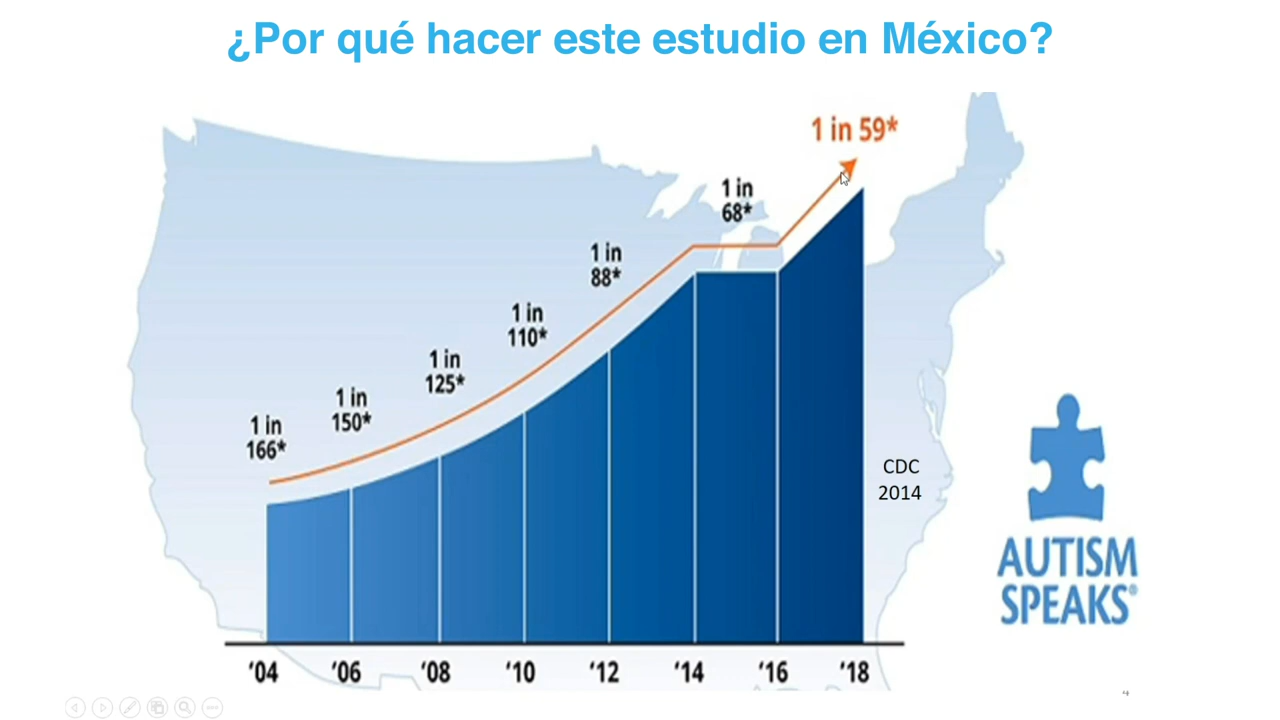 ¿Por qué hacer este estudio en México?
1 in 59*
1 in
68*
1 in
88*
1 in
110*
1 in
125*
1 in
150*
1 in
166*
CDC
2014
AUTISM
SPEAKS®
'04 '06 '08 '10 '12 '14 '16 '18